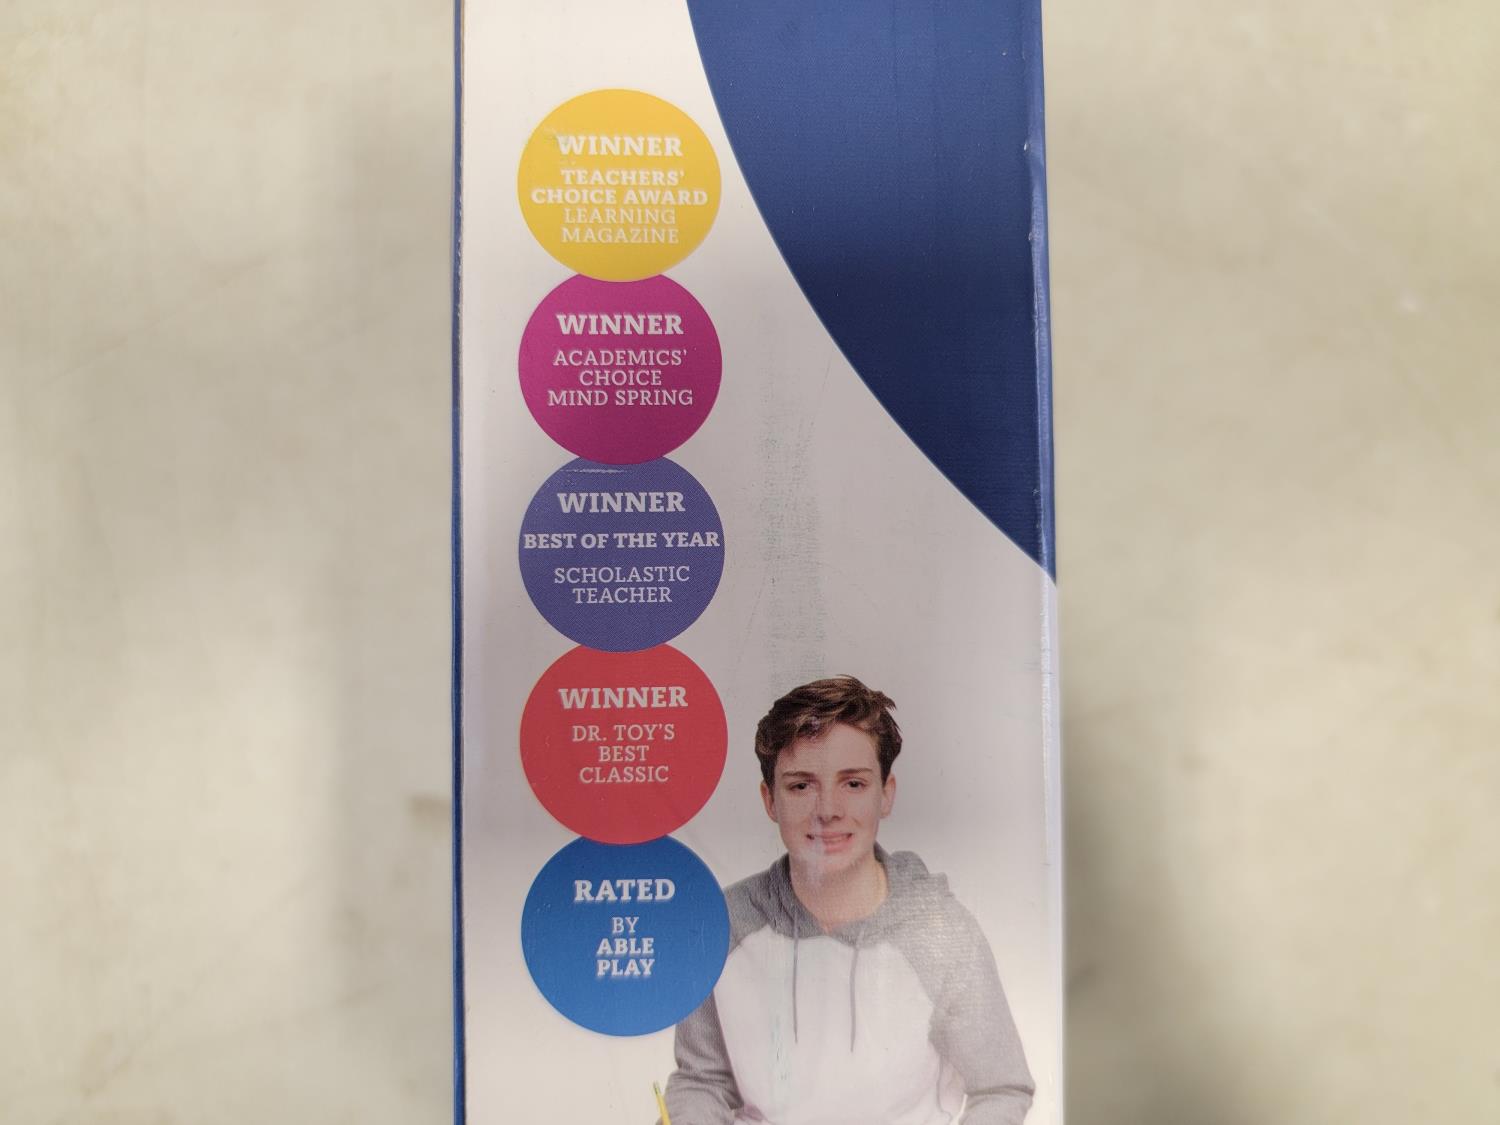 WINNER
TEACHERS'
CHOICE AWARD
LEARNING
MAGAZINE
WINNER
ACADEMICS'
CHOICE
MIND SPRING
WINNER
BEST OF THE YEAR
SCHOLASTIC
TEACHER
WINNER
DR. TOY'S
BEST
CLASSIC
RATED
BY
ABLE
PLAY